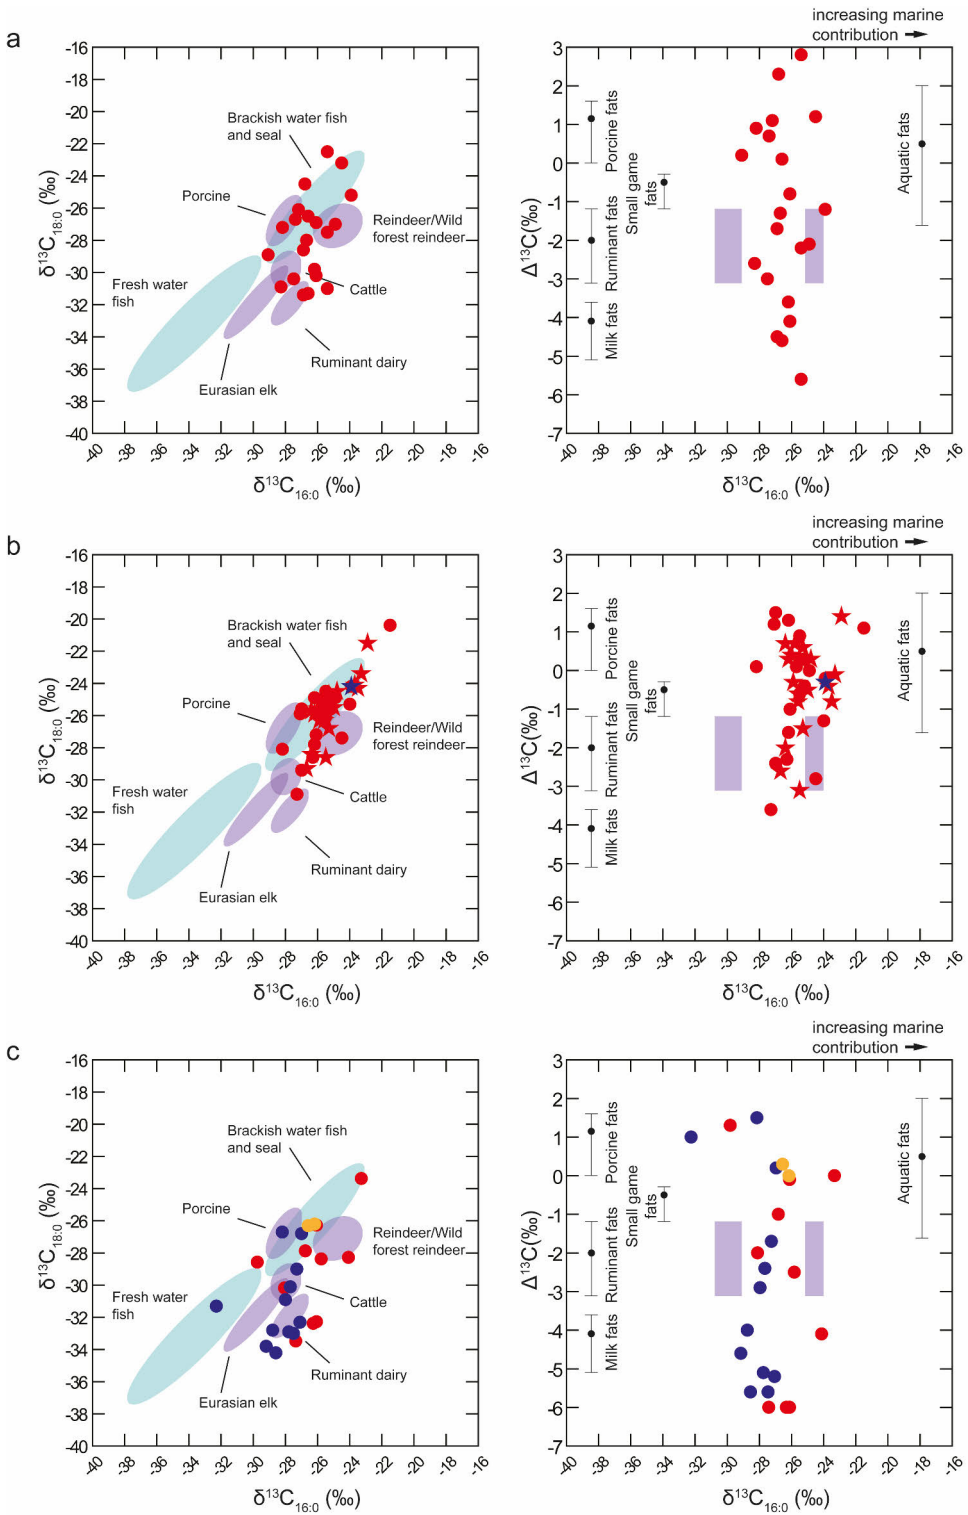 a
increasing marine
contribution
-16
-18
-20
-22
-24
-26
-28
-30
-32
-34
-36
-38
-40
δ¹³C₁₈:₀ (‰)
Brackish water fish
and seal
Porcine
Reindeer/Wild
forest reindeer
Fresh water
fish
Cattle
Ruminant dairy
Eurasian elk
-40 -38 -36 -34 -32 -30 -28 -26 -24 -22 -20 -18 -16
δ¹³C₁₆:₀ (‰)
3
2
1
0
-1
-2
-3
-4
-5
-6
-7
Δ¹³C(‰)
Porcine fats
Small game
fats
Ruminant fats
Milk fats
Aquatic fats
-40 -38 -36 -34 -32 -30 -28 -26 -24 -22 -20 -18 -16
δ¹³C₁₆:₀ (‰)
b
increasing marine
contribution
-16
-18
-20
-22
-24
-26
-28
-30
-32
-34
-36
-38
-40
δ¹³C₁₈:₀ (‰)
Brackish water fish
and seal
Porcine
Reindeer/Wild
forest reindeer
Fresh water
fish
Cattle
Ruminant dairy
Eurasian elk
-40 -38 -36 -34 -32 -30 -28 -26 -24 -22 -20 -18 -16
δ¹³C₁₆:₀ (‰)
3
2
1
0
-1
-2
-3
-4
-5
-6
-7
Δ¹³C(‰)
Porcine fats
Small game
fats
Ruminant fats
Milk fats
Aquatic fats
-40 -38 -36 -34 -32 -30 -28 -26 -24 -22 -20 -18 -16
δ¹³C₁₆:₀ (‰)
c
increasing marine
contribution
-16
-18
-20
-22
-24
-26
-28
-30
-32
-34
-36
-38
-40
δ¹³C₁₈:₀ (‰)
Brackish water fish
and seal
Porcine
Reindeer/Wild
forest reindeer
Fresh water
fish
Cattle
Ruminant dairy
Eurasian elk
-40 -38 -36 -34 -32 -30 -28 -26 -24 -22 -20 -18 -16
δ¹³C₁₆:₀ (‰)
3
2
1
0
-1
-2
-3
-4
-5
-6
-7
Δ¹³C(‰)
Porcine fats
Small game
fats
Ruminant fats
Milk fats
Aquatic fats
-40 -38 -36 -34 -32 -30 -28 -26 -24 -22 -20 -18 -16
δ¹³C₁₆:₀ (‰)